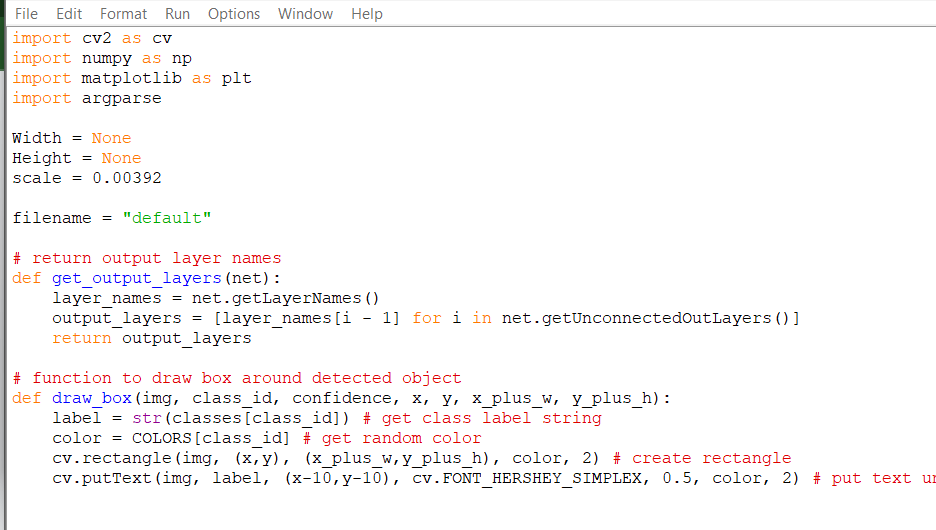 File Edit Format Run Options Window Help
import cv2 as cv
import numpy as np
import matplotlib as plt
import argparse
Width = None
Height = None
scale = 0.00392
filename = "default"
# return output layer names
def get_output_layers(net):
    layer_names = net.getLayerNames()
    output_layers = [layer_names[i - 1] for i in net.getUnconnectedOutLayers()]
    return output_layers
# function to draw box around detected object
def draw_box(img, class_id, confidence, x, y, x_plus_w, y_plus_h):
    label = str(classes[class_id]) # get class label string
    color = COLORS[class_id] # get random color
    cv.rectangle(img, (x,y), (x_plus_w,y_plus_h), color, 2) # create rectangle
    cv.putText(img, label, (x-10,y-10), cv.FONT_HERSHEY_SIMPLEX, 0.5, color, 2) # put text